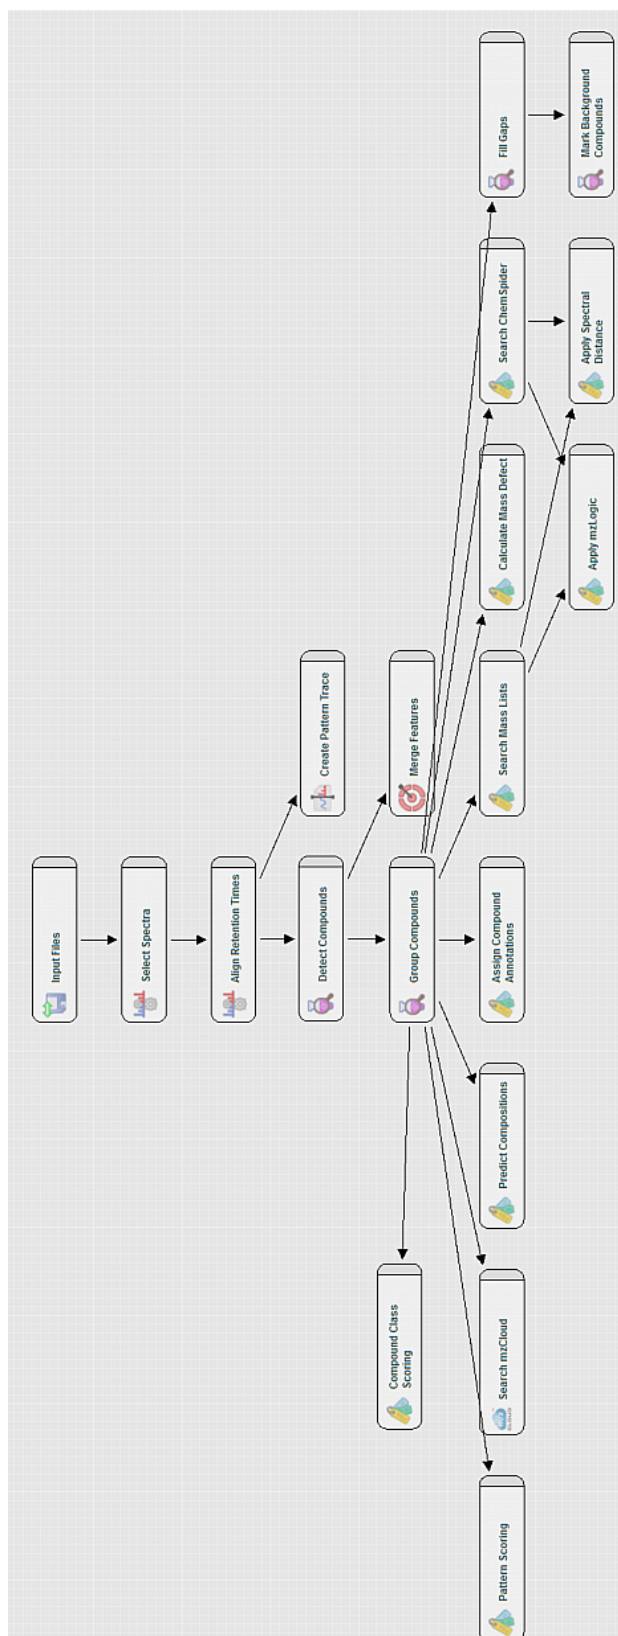 Input Files
Select Spectra
Align Retention Times
Create Pattern Trace
Detect Compounds
Merge Features
Group Compounds
Compound Class
Scoring
Pattern Scoring
Search mzCloud
Predict Compositions
Assign Compound
Annotations
Search Mass Lists
Calculate Mass Defect
Search ChemSpider
Fill Gaps
Apply mzLogic
Apply Spectral
Distance
Mark Background
Compounds